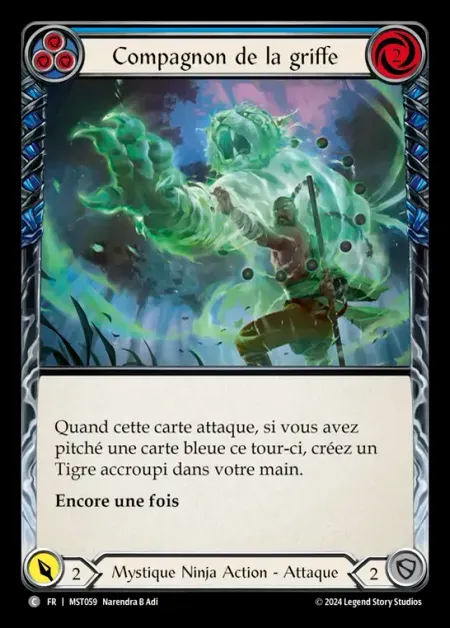 Compagnon de la griffe
2
Quand cette carte attaque, si vous avez
pitché une carte bleue ce tour-ci, créez un
Tigre accroupi dans votre main.
Encore une fois
2
Mystique Ninja Action - Attaque
2
C FR | MST059 Narendra B Adi
© 2024 Legend Story Studios